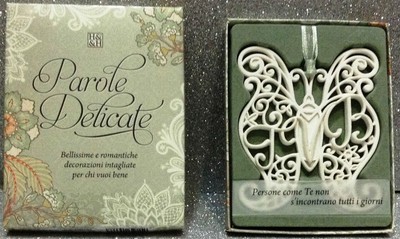 H&H
Parole
Delicate
Bellissime e romantiche
decorazioni intagliate
per chi vuoi bene
Persone come Te non
s'incontrano tutti i giorni